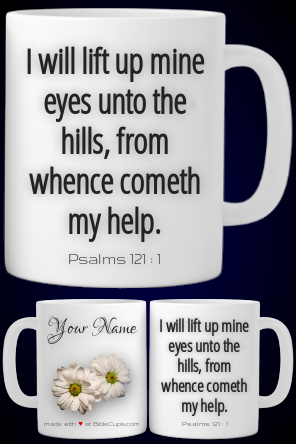 I will lift up mine
eyes unto the
hills, from
whence cometh
my help.
Psalms 121 : 1
Your Name
made with ♥ at BibleCups.com
I will lift up mine
eyes unto the
hills, from
whence cometh
my help.
Psalms 121 : 1